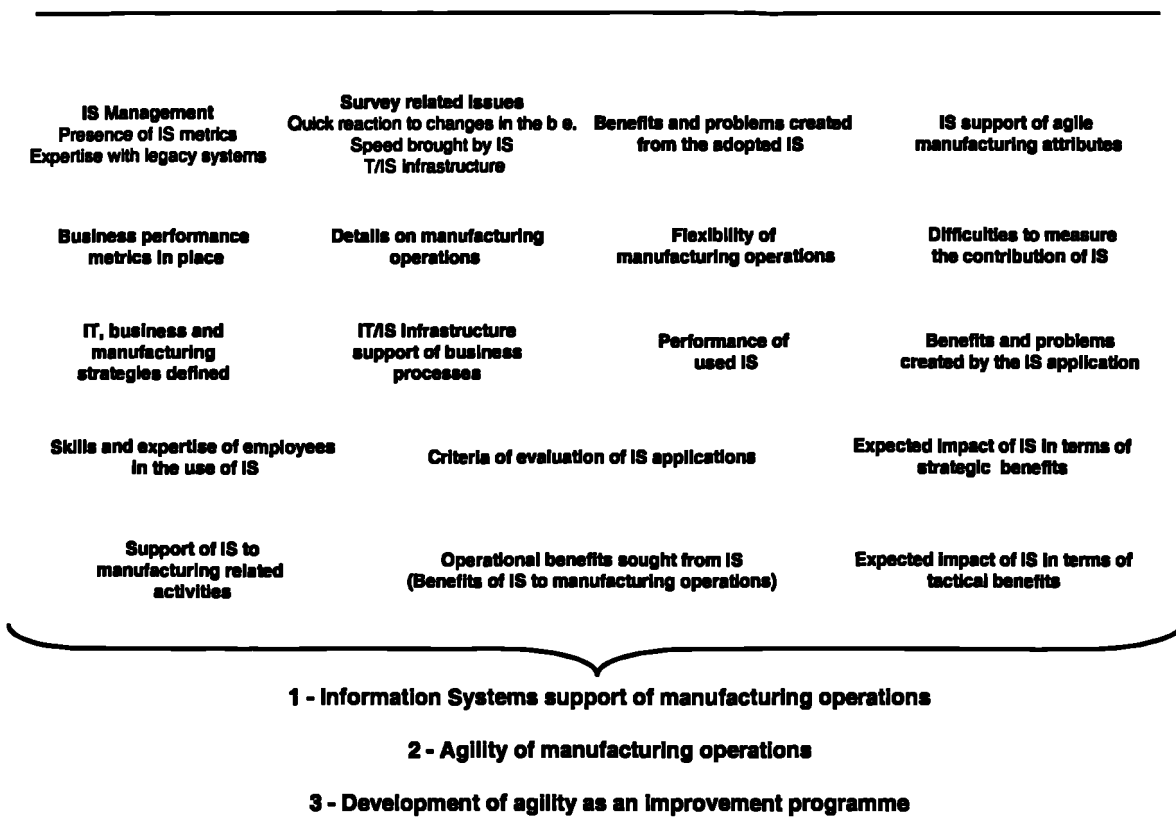 IS Management
Presence of IS metrics
Expertise with legacy systems
Survey related issues
Quick reaction to changes in the b e.
Speed brought by IS
T/IS infrastructure
Benefits and problems created
from the adopted IS
IS support of agile
manufacturing attributes
Business performance
metrics in place
Details on manufacturing
operations
Flexibility of
manufacturing operations
Difficulties to measure
the contribution of IS
IT, business and
manufacturing
strategies defined
IT/IS Infrastructure
support of business
processes
Performance of
used IS
Benefits and problems
created by the IS application
Skills and expertise of employees
in the use of IS
Criteria of evaluation of IS applications
Expected impact of IS in terms of
strategic benefits
Support of IS to
manufacturing related
activities
Operational benefits sought from IS
(Benefits of IS to manufacturing operations)
Expected impact of IS in terms of
tactical benefits
1 - Information Systems support of manufacturing operations
2 - Agility of manufacturing operations
3 - Development of agility as an improvement programme